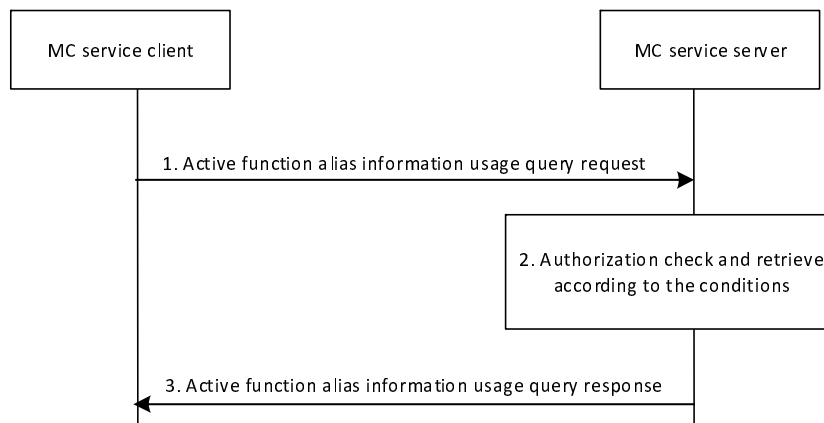 MC service client
MC service server
1. Active function alias information usage query request
2. Authorization check and retrieve
according to the conditions
3. Active function alias information usage query response